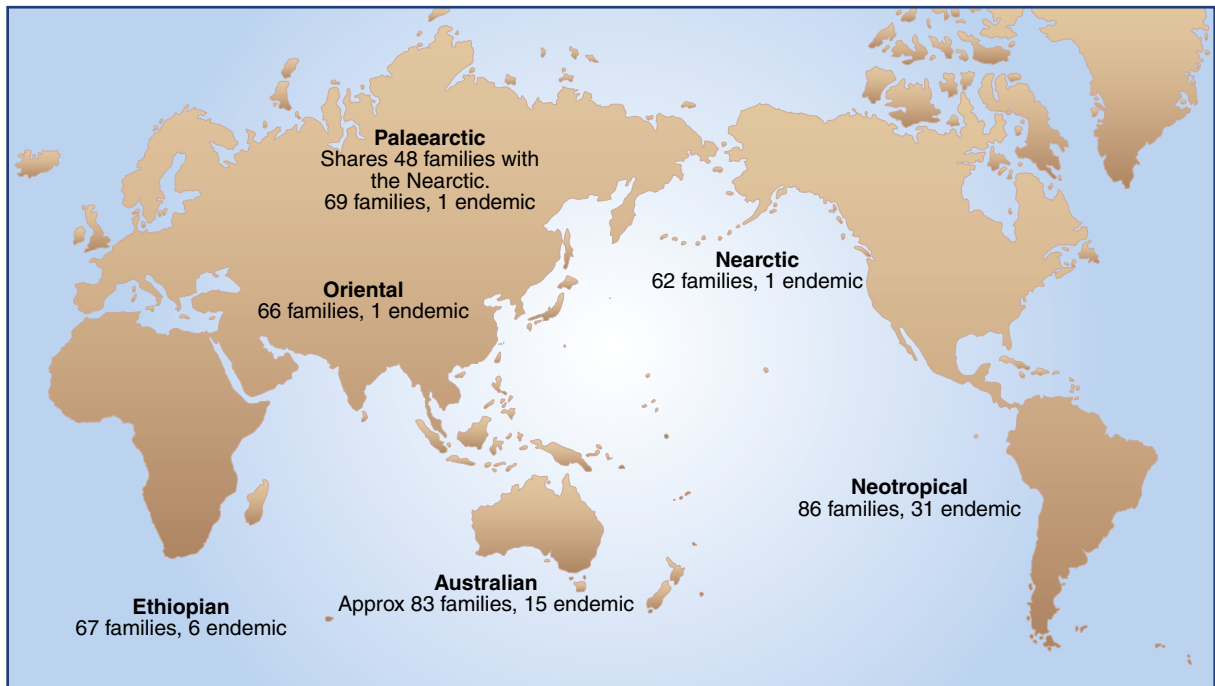 Palaearctic
Shares 48 families with
the Nearctic.
69 families, 1 endemic
Nearctic
62 families, 1 endemic
Oriental
66 families, 1 endemic
Neotropical
86 families, 31 endemic
Australian
Approx 83 families, 15 endemic
Ethiopian
67 families, 6 endemic